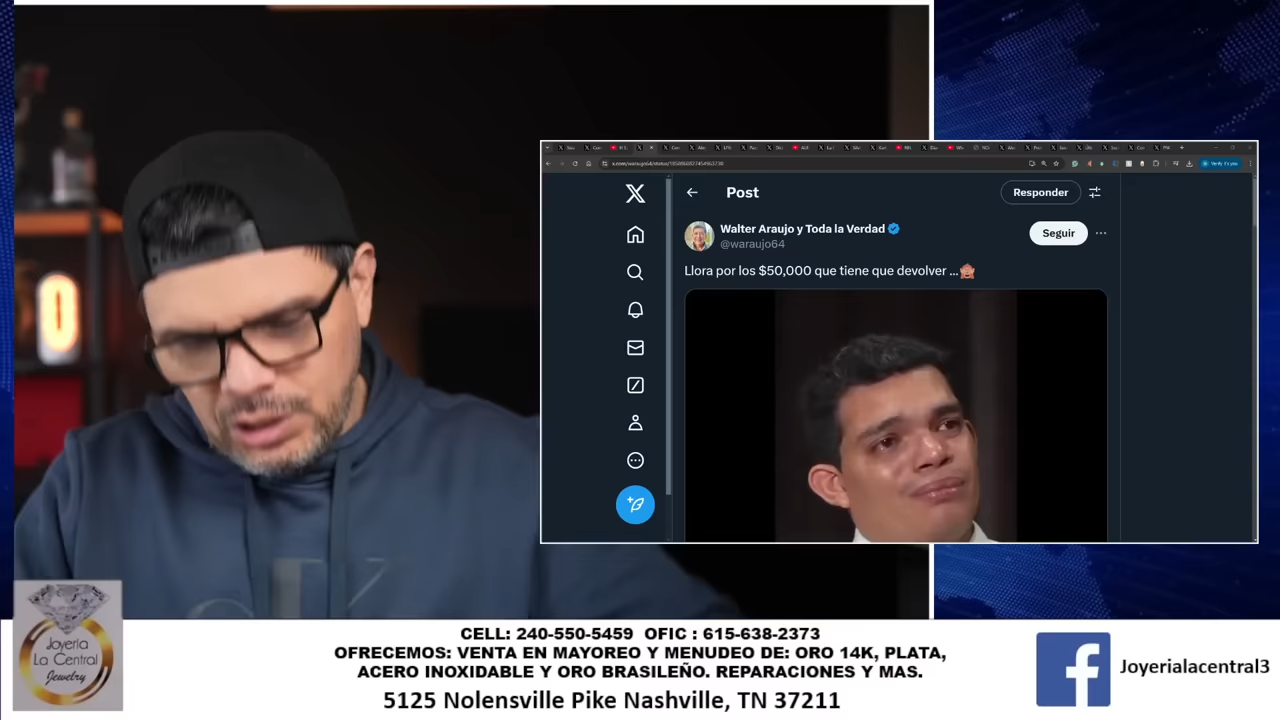 Post
Responder
Walter Araujo y Toda la Verdad
@waraujo64
Seguir
Llora por los $50,000 que tiene que devolver ...🙈
Joyeria
La Central
Jewelry
CELL: 240-550-5459 OFIC : 615-638-2373
OFRECEMOS: VENTA EN MAYOREO Y MENUDEO DE: ORO 14K, PLATA,
ACERO INOXIDABLE Y ORO BRASILEÑO. REPARACIONES Y MAS.
5125 Nolensville Pike Nashville, TN 37211
Joyerialacentral3